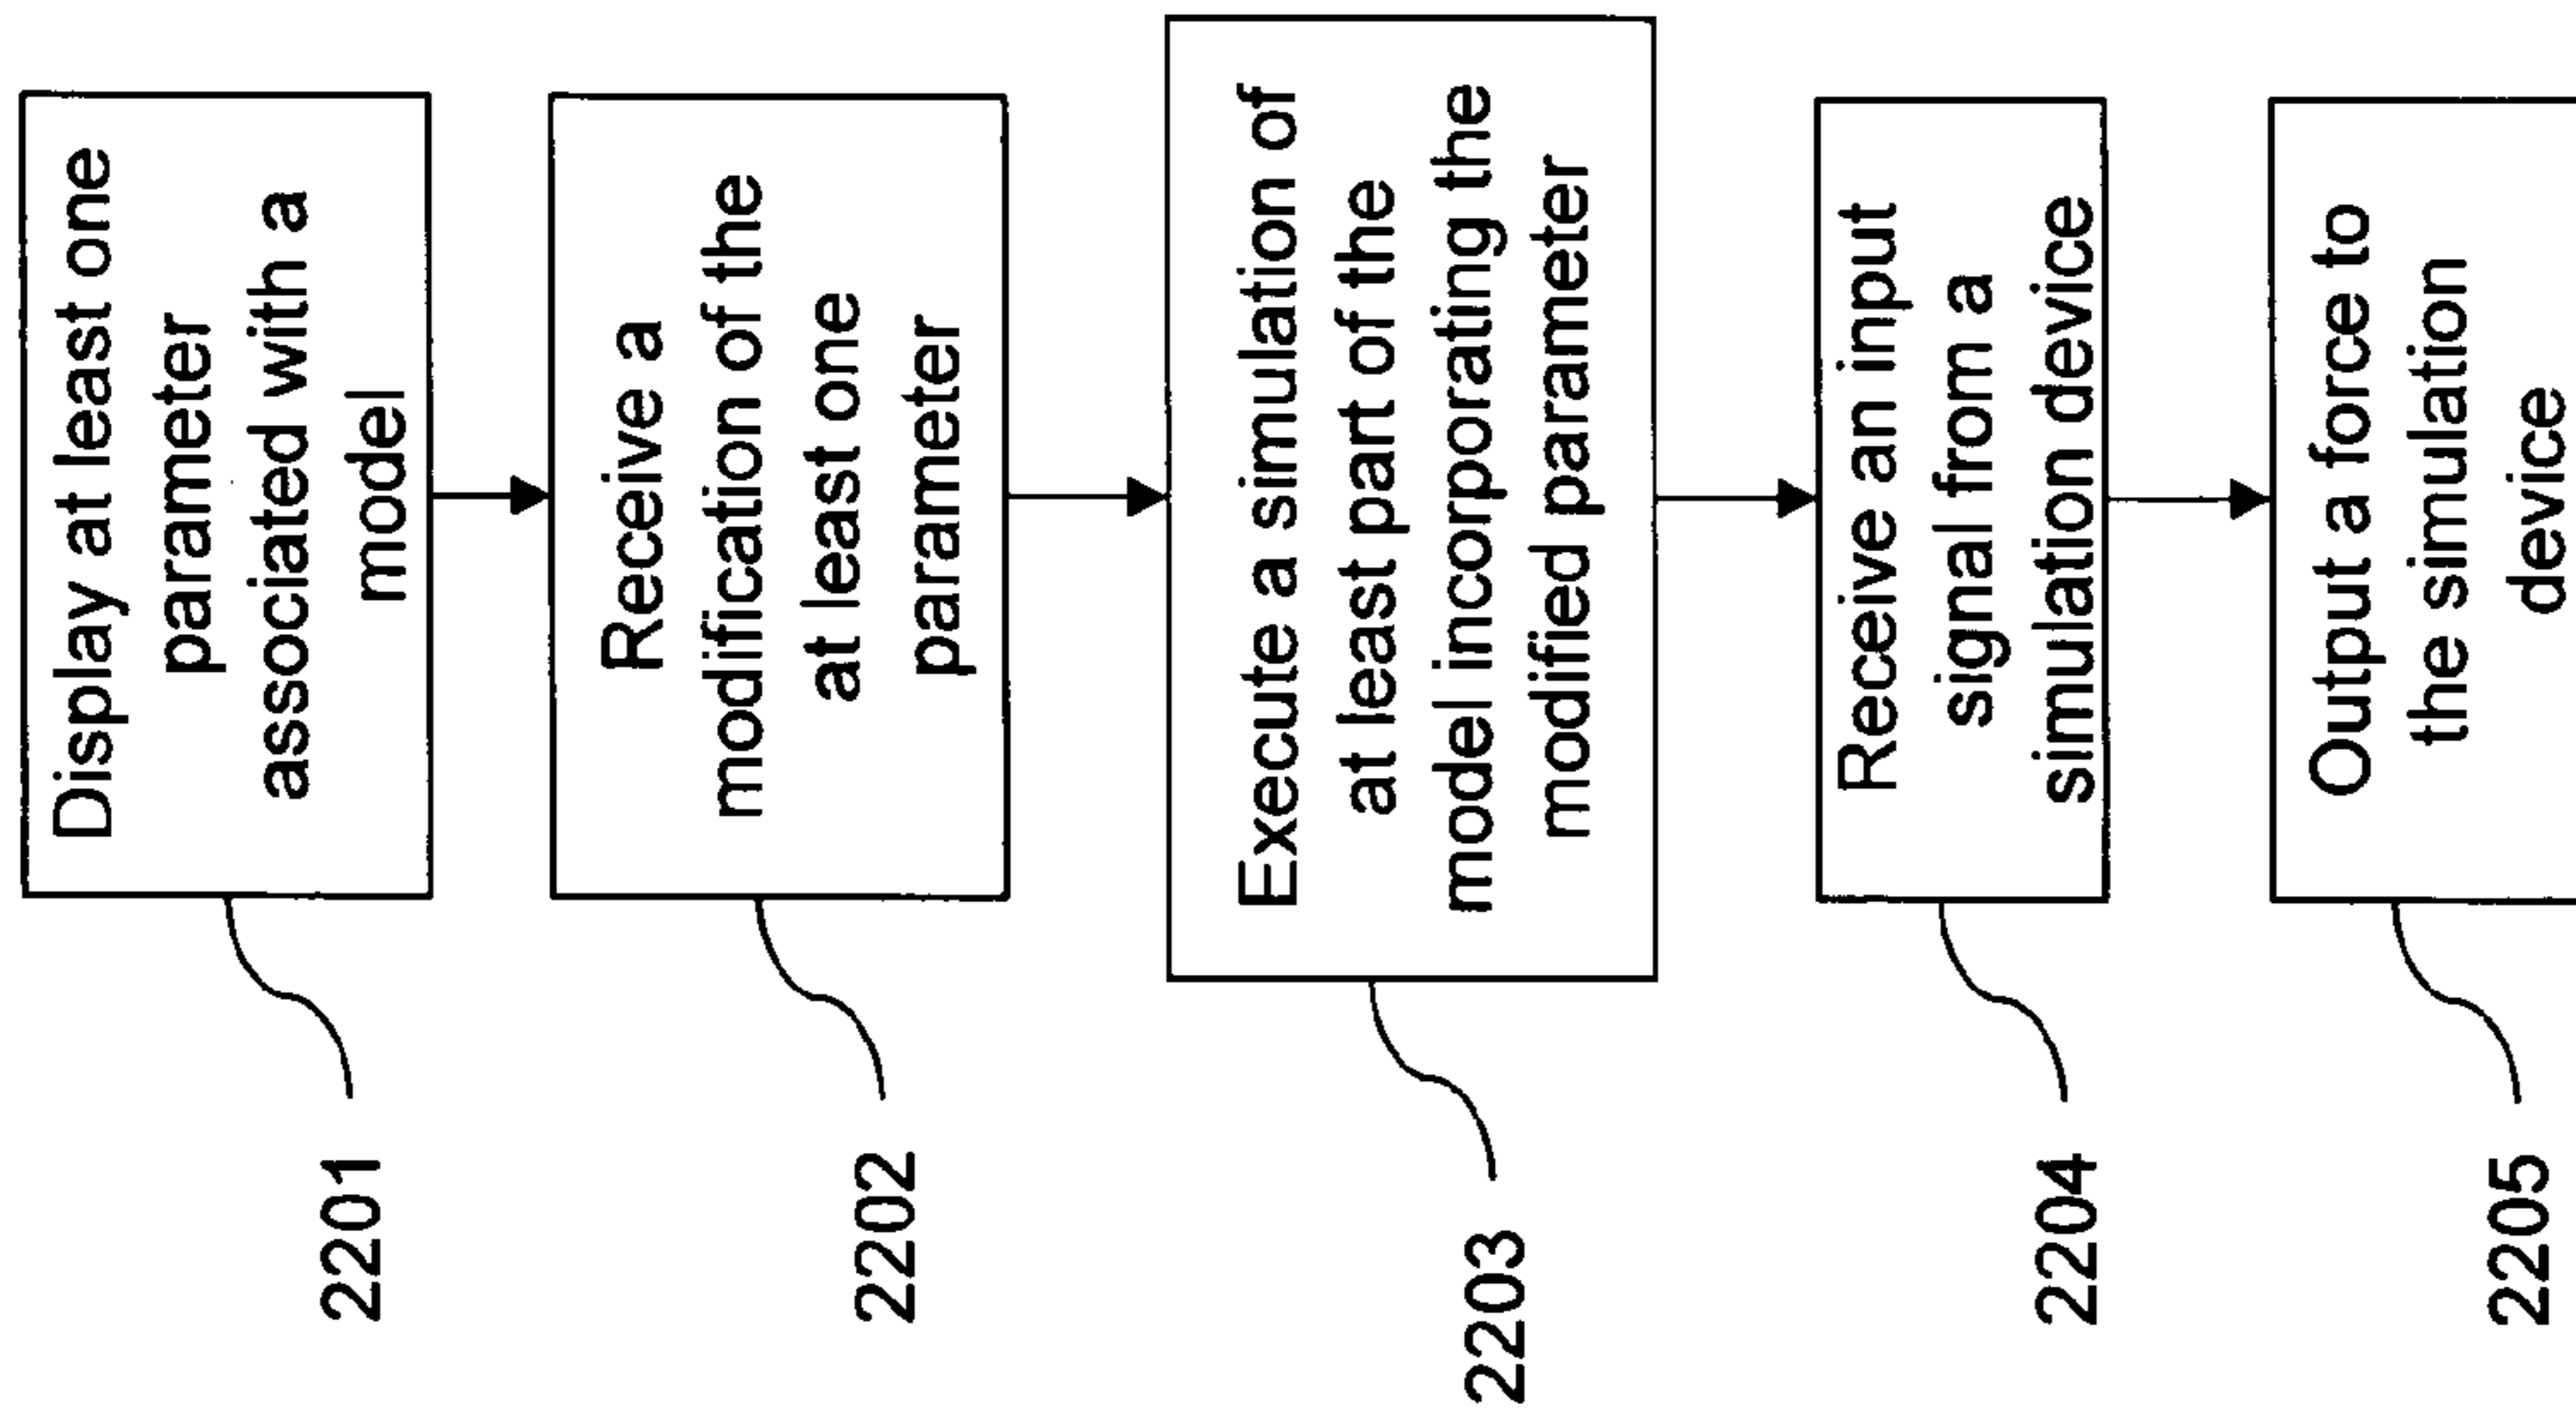 Display at least one
parameter
associated with a
model
2201
Receive a
modification of the
at least one
parameter
2202
Execute a simulation of
at least part of the
model incorporating the
modified parameter
2203
Receive an input
signal from a
simulation device
2204
Output a force to
the simulation
device
2205